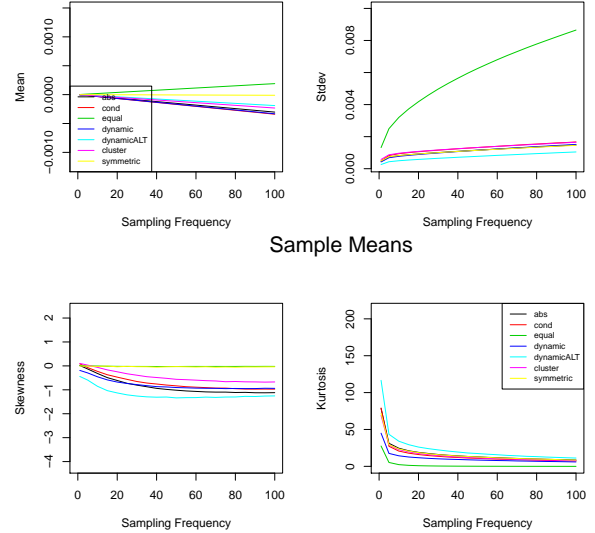 Mean
0.0010
0.0000
−0.0010
abs
cond
equal
dynamic
dynamicALT
cluster
symmetric
0 20 40 60 80 100
Sampling Frequency
Stdev
0.008
0.004
0.000
0 20 40 60 80 100
Sampling Frequency
Sample Means
Skewness
2
1
0
−1
−2
−3
−4
0 20 40 60 80 100
Sampling Frequency
Kurtosis
200
150
100
50
0
abs
cond
equal
dynamic
dynamicALT
cluster
symmetric
0 20 40 60 80 100
Sampling Frequency